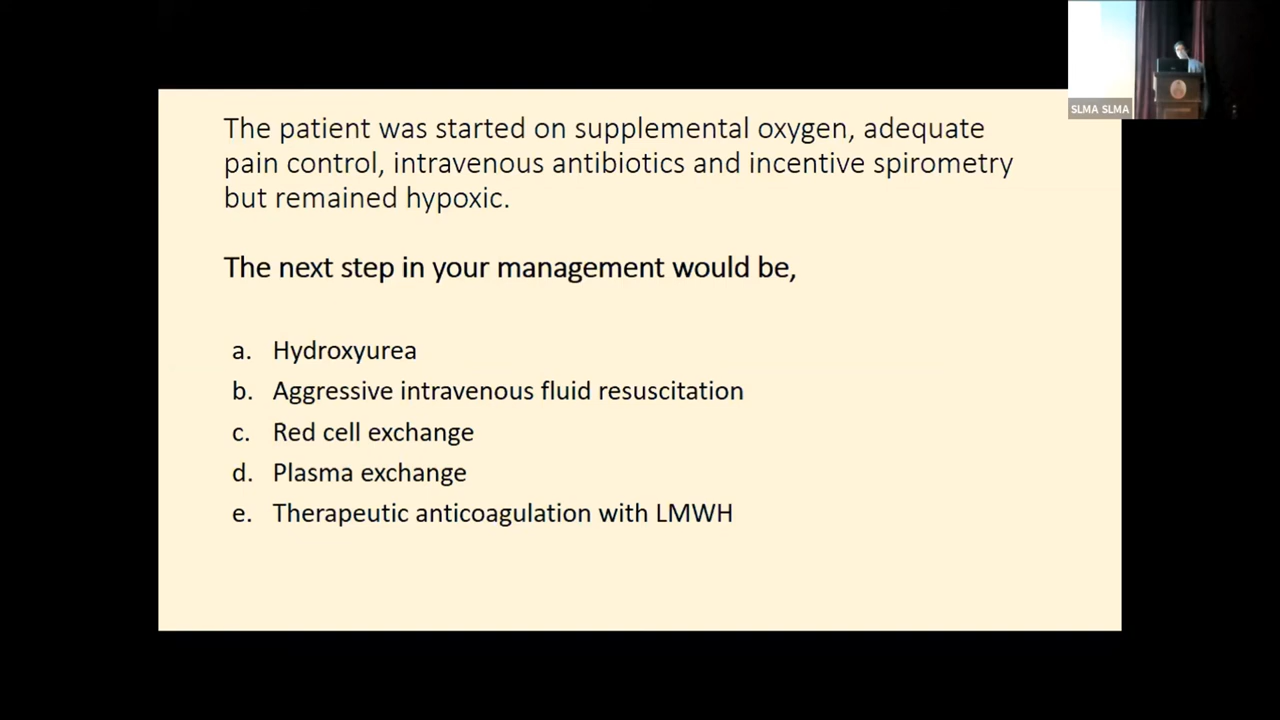 The patient was started on supplemental oxygen, adequate
pain control, intravenous antibiotics and incentive spirometry
but remained hypoxic.
The next step in your management would be,
a. Hydroxyurea
b. Aggressive intravenous fluid resuscitation
c. Red cell exchange
d. Plasma exchange
e. Therapeutic anticoagulation with LMWH
SLMA SLMA